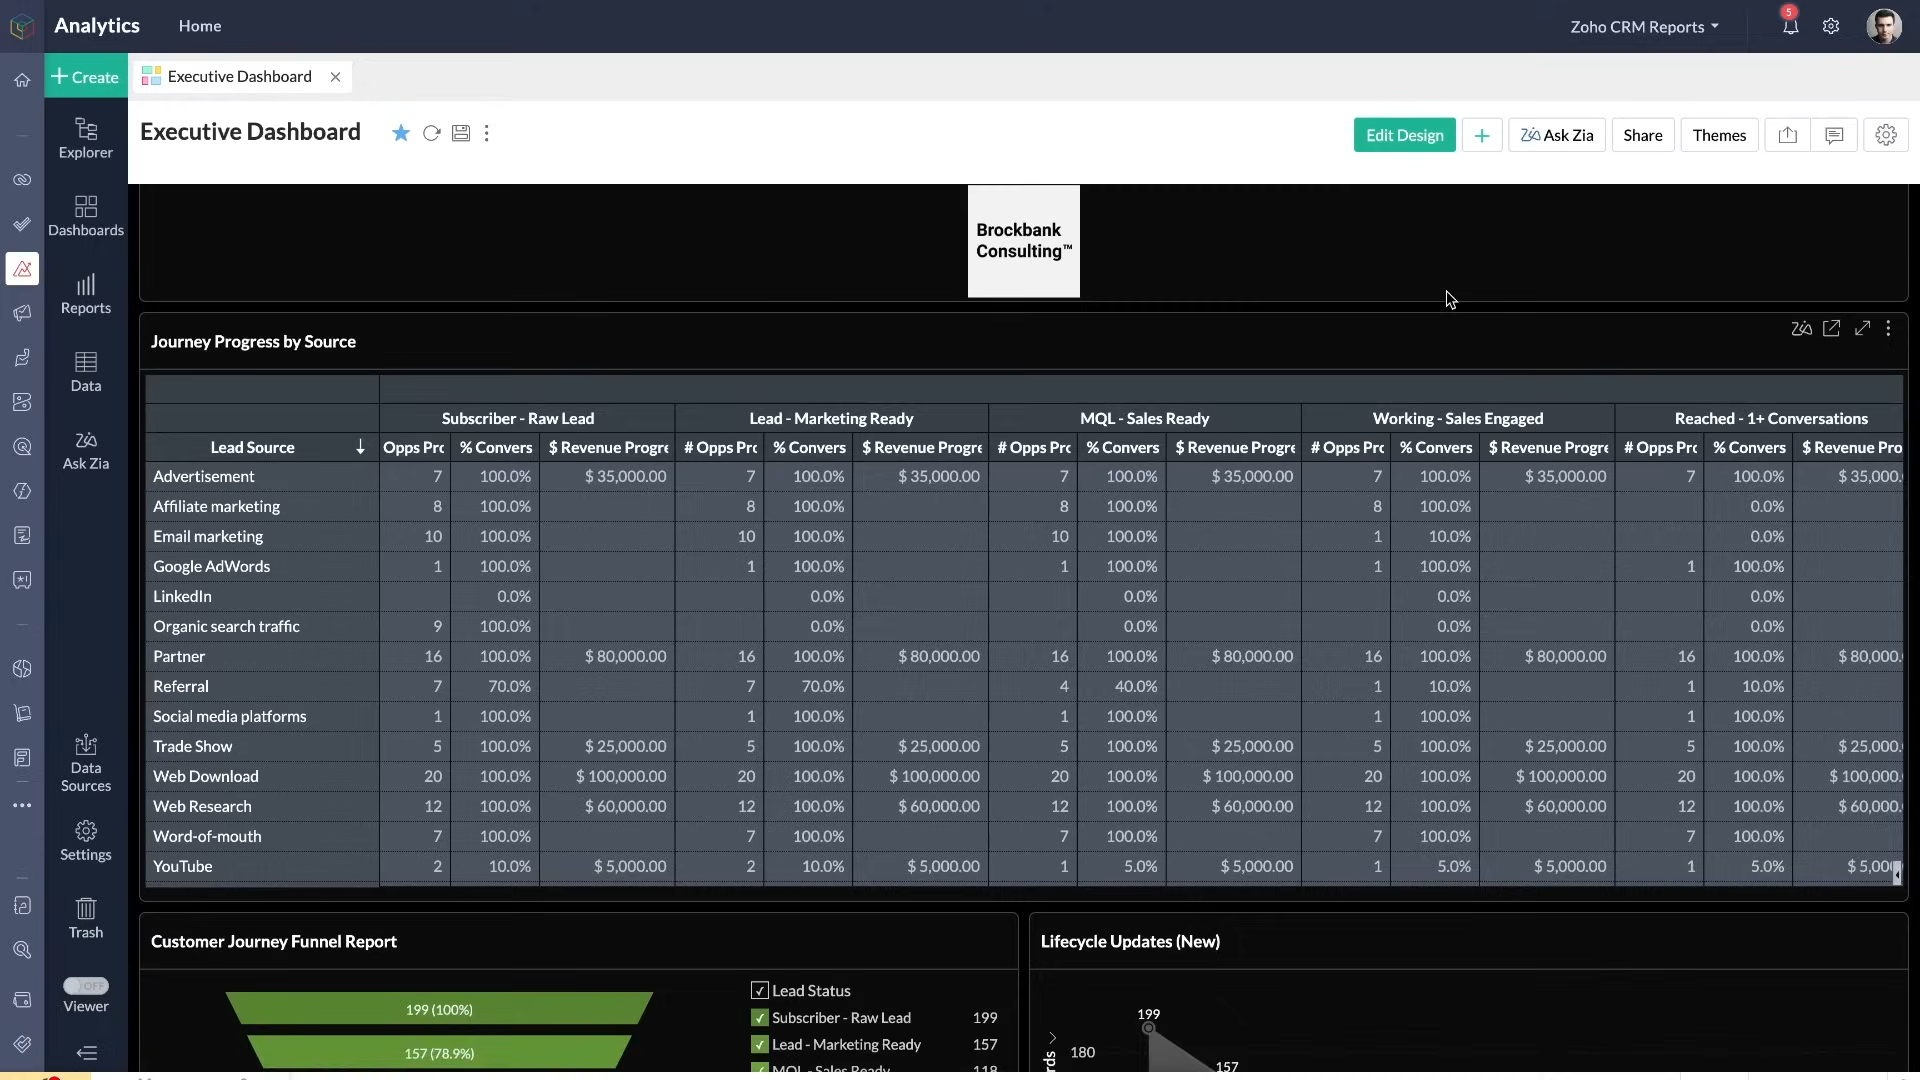 Analytics
Home
Zoho CRM Reports
5
Create
Executive Dashboard
Explorer
Dashboards
Reports
Data
Ask Zia
Data
Sources
Settings
Trash
OFF
Viewer
Executive Dashboard
Edit Design
Ask Zia
Share
Themes
Brockbank
Consulting™
Journey Progress by Source
Subscriber - Raw Lead Lead - Marketing Ready MQL - Sales Ready Working - Sales Engaged Reached - 1+ Conversations
Lead Source Opps Prc % Convers $ Revenue Progre # Opps Prc % Convers $ Revenue Progre # Opps Prc % Convers $ Revenue Progre # Opps Prc % Convers $ Revenue Progre # Opps Prc % Convers $ Revenue Pro
Advertisement 7 100.0% $ 35,000.00 7 100.0% $ 35,000.00 7 100.0% $ 35,000.00 7 100.0% $ 35,000.00 7 100.0% $ 35,000.
Affiliate marketing 8 100.0% 8 100.0% 8 100.0% 8 100.0% 0.0%
Email marketing 10 100.0% 10 100.0% 10 100.0% 1 10.0% 0.0%
Google AdWords 1 100.0% 1 100.0% 1 100.0% 1 100.0% 1 100.0%
LinkedIn 0.0% 0.0% 0.0% 0.0% 0.0%
Organic search traffic 9 100.0% 0.0% 0.0% 0.0% 0.0%
Partner 16 100.0% $ 80,000.00 16 100.0% $ 80,000.00 16 100.0% $ 80,000.00 16 100.0% $ 80,000.00 16 100.0% $ 80,000.
Referral 7 70.0% 7 70.0% 4 40.0% 1 10.0% 1 10.0%
Social media platforms 1 100.0% 1 100.0% 1 100.0% 1 100.0% 1 100.0%
Trade Show 5 100.0% $ 25,000.00 5 100.0% $ 25,000.00 5 100.0% $ 25,000.00 5 100.0% $ 25,000.00 5 100.0% $ 25,000.
Web Download 20 100.0% $ 100,000.00 20 100.0% $ 100,000.00 20 100.0% $ 100,000.00 20 100.0% $ 100,000.00 20 100.0% $ 100,000.
Web Research 12 100.0% $ 60,000.00 12 100.0% $ 60,000.00 12 100.0% $ 60,000.00 12 100.0% $ 60,000.00 12 100.0% $ 60,000.
Word-of-mouth 7 100.0% 7 100.0% 7 100.0% 7 100.0% 7 100.0%
YouTube 2 10.0% $ 5,000.00 2 10.0% $ 5,000.00 1 5.0% $ 5,000.00 1 5.0% $ 5,000.00 1 5.0% $ 5,00
Customer Journey Funnel Report
199 (100%)
157 (78.9%)
Lead Status
Subscriber - Raw Lead 199
Lead - Marketing Ready 157
MQL - Sales Ready 118
Lifecycle Updates (New)
199
180
157
rds